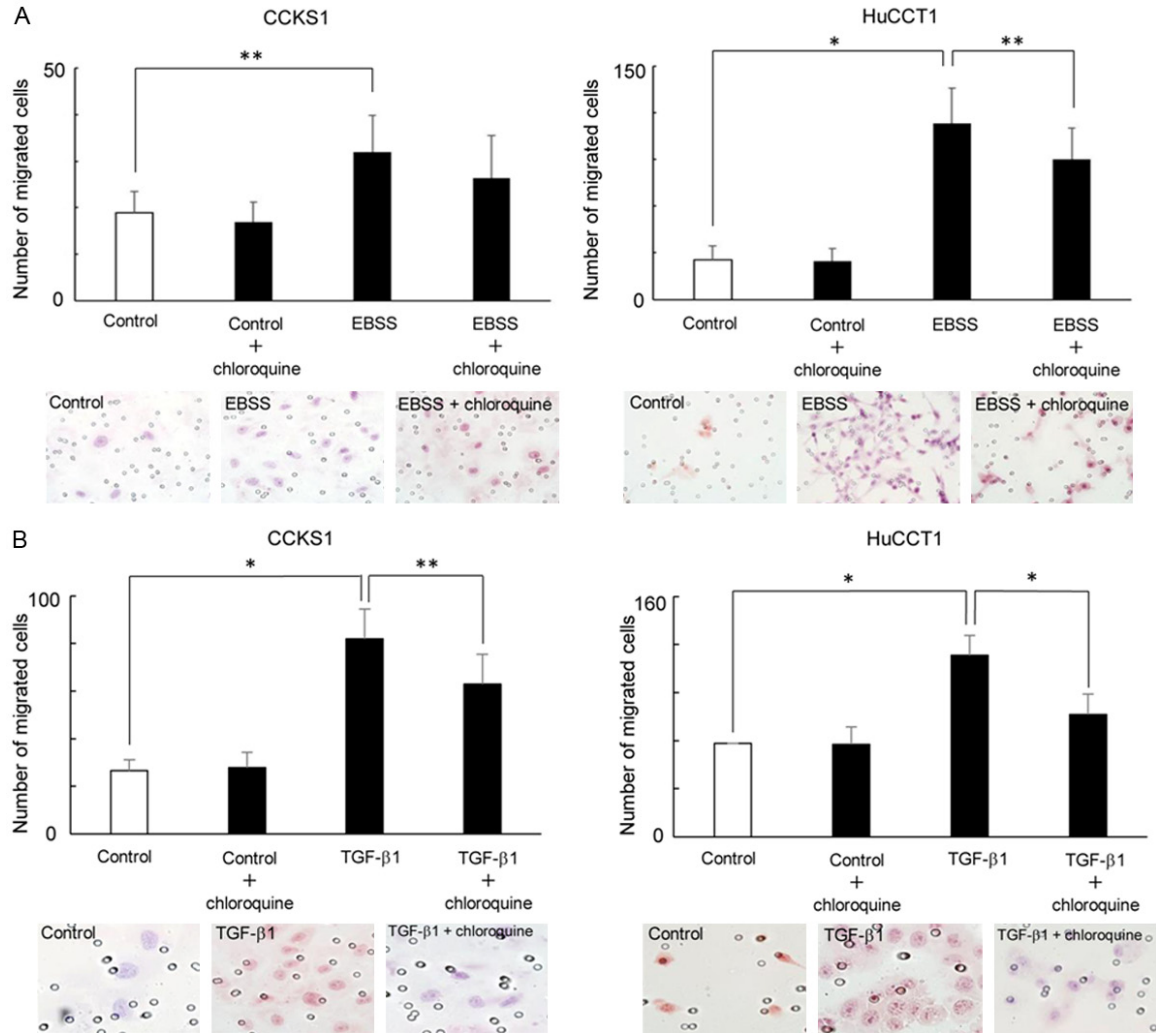 A
CCKS1
**
50
Number of migrated cells
0
Control
Control
+
chloroquine
EBSS
EBSS
+
chloroquine
HuCCT1
*
**
150
Number of migrated cells
0
Control
Control
+
chloroquine
EBSS
EBSS
+
chloroquine
Control
EBSS
EBSS + chloroquine
Control
EBSS
EBSS + chloroquine
B
CCKS1
*
**
100
Number of migrated cells
0
Control
Control
+
chloroquine
TGF-β1
TGF-β1
+
chloroquine
HuCCT1
*
*
160
Number of migrated cells
0
Control
Control
+
chloroquine
TGF-β1
TGF-β1
+
chloroquine
Control
TGF-β1
TGF-β1 + chloroquine
Control
TGF-β1
TGF-β1 + chloroquine